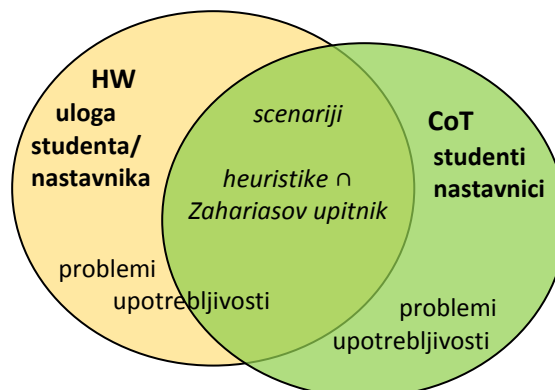 HW
uloga
studenta/
nastavnika
problemi
upotrebljivosti
scenariji
heuristike ∩
Zahariasov upitnik
CoT
studenti
nastavnici
problemi
upotrebljivosti